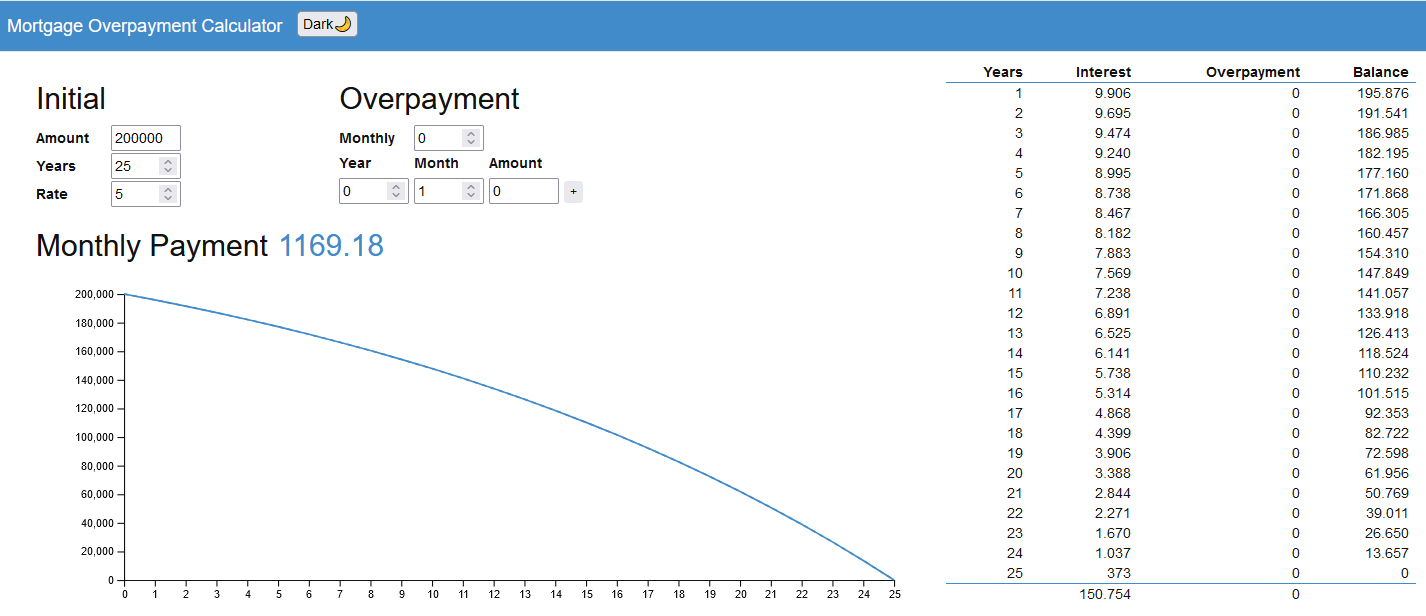 Mortgage Overpayment Calculator Dark🌙
Initial
Amount 200000
Years 25
Rate 5
Overpayment
Monthly 0
Year Month Amount
0 1 0 +
Monthly Payment 1169.18
200,000
180,000
160,000
140,000
120,000
100,000
80,000
60,000
40,000
20,000
0
0 1 2 3 4 5 6 7 8 9 10 11 12 13 14 15 16 17 18 19 20 21 22 23 24 25
Years Interest Overpayment Balance
1 9.906 0 195.876
2 9.695 0 191.541
3 9.474 0 186.985
4 9.240 0 182.195
5 8.995 0 177.160
6 8.738 0 171.868
7 8.467 0 166.305
8 8.182 0 160.457
9 7.883 0 154.310
10 7.569 0 147.849
11 7.238 0 141.057
12 6.891 0 133.918
13 6.525 0 126.413
14 6.141 0 118.524
15 5.738 0 110.232
16 5.314 0 101.515
17 4.868 0 92.353
18 4.399 0 82.722
19 3.906 0 72.598
20 3.388 0 61.956
21 2.844 0 50.769
22 2.271 0 39.011
23 1.670 0 26.650
24 1.037 0 13.657
25 373 0 0
150.754 0